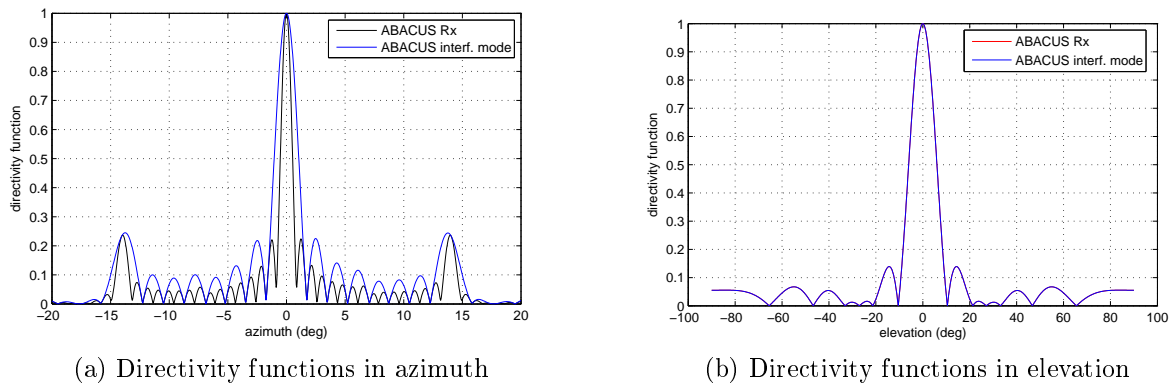 1
0.9
0.8
0.7
0.6
0.5
0.4
0.3
0.2
0.1
0
directivity function
ABACUS Rx
ABACUS interf. mode
−20 −15 −10 −5 0 5 10 15 20
azimuth (deg)
(a) Directivity functions in azimuth
1
0.9
0.8
0.7
0.6
0.5
0.4
0.3
0.2
0.1
0
directivity function
ABACUS Rx
ABACUS interf. mode
−100 −80 −60 −40 −20 0 20 40 60 80 100
elevation (deg)
(b) Directivity functions in elevation